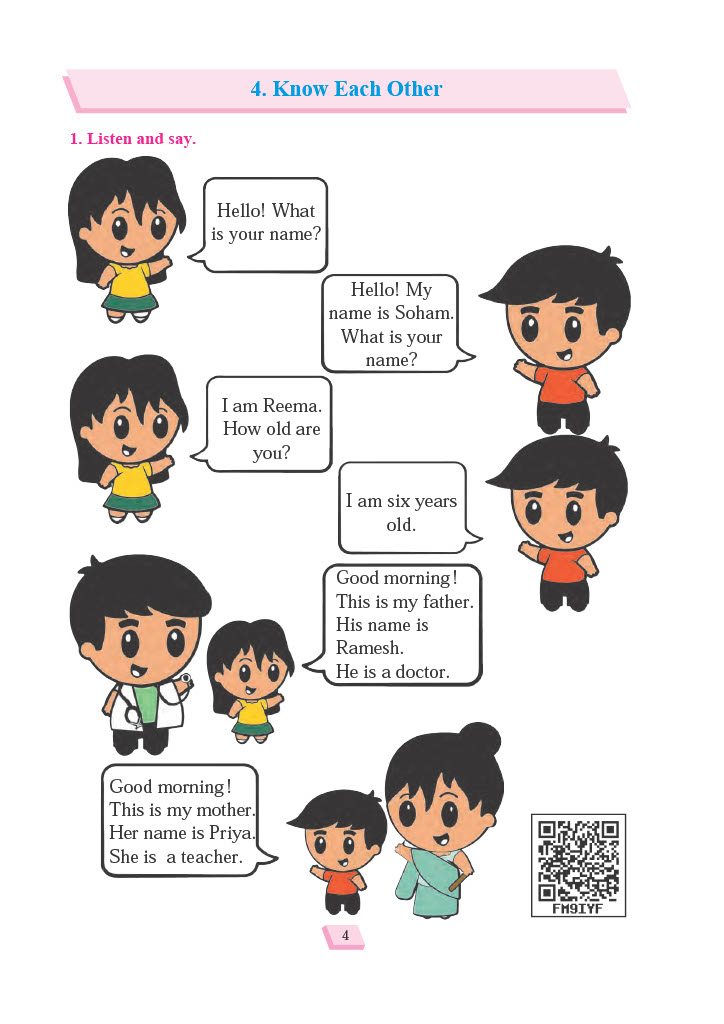 4. Know Each Other
1. Listen and say.
Hello! What
is your name?
Hello! My
name is Soham.
What is your
name?
I am Reema.
How old are
you?
I am six years
old.
Good morning!
This is my father.
His name is
Ramesh.
He is a doctor.
Good morning!
This is my mother.
Her name is Priya.
She is a teacher.
FM9IYF
4